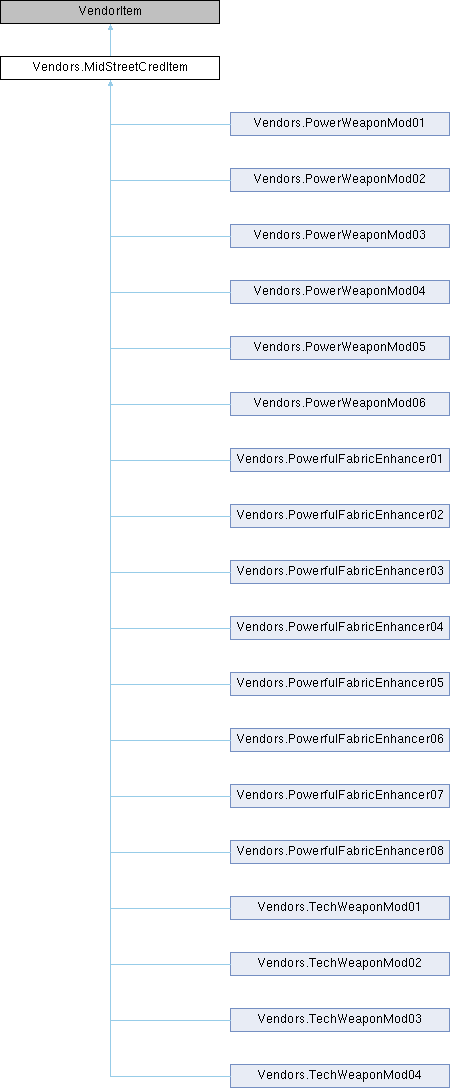 VendorItem
Vendors.MidStreetCredItem
Vendors.PowerWeaponMod01
Vendors.PowerWeaponMod02
Vendors.PowerWeaponMod03
Vendors.PowerWeaponMod04
Vendors.PowerWeaponMod05
Vendors.PowerWeaponMod06
Vendors.PowerfulFabricEnhancer01
Vendors.PowerfulFabricEnhancer02
Vendors.PowerfulFabricEnhancer03
Vendors.PowerfulFabricEnhancer04
Vendors.PowerfulFabricEnhancer05
Vendors.PowerfulFabricEnhancer06
Vendors.PowerfulFabricEnhancer07
Vendors.PowerfulFabricEnhancer08
Vendors.TechWeaponMod01
Vendors.TechWeaponMod02
Vendors.TechWeaponMod03
Vendors.TechWeaponMod04